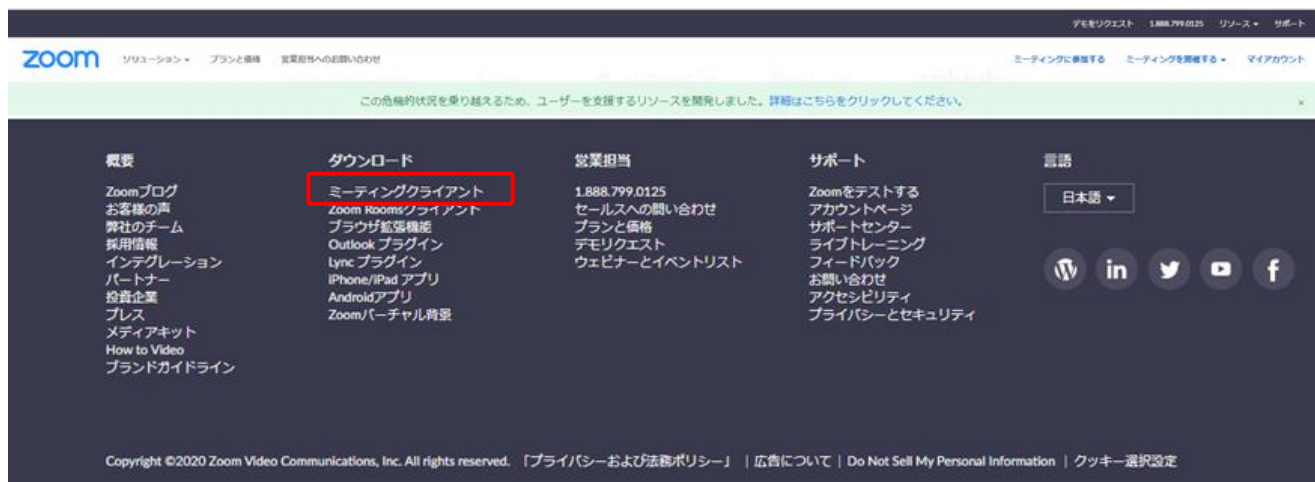 デモをリクエスト 1.888.799.0125 リソース サポート
zoom ソリューション プランと価格 営業担当へのお問い合わせ ミーティングに参加する ミーティングを開催する マイアカウント
この危機的状況を乗り越えるため、ユーザーを支援するリソースを開発しました。詳細はこちらをクリックしてください。 ×
概要
Zoomブログ
お客様の声
弊社のチーム
採用情報
インテグレーション
パートナー
投資企業
プレス
メディアキット
How to Video
ブランドガイドライン
ダウンロード
ミーティングクライアント
Zoom Roomsクライアント
ブラウザ拡張機能
Outlook プラグイン
Lync プラグイン
iPhone/iPad アプリ
Androidアプリ
Zoomバーチャル背景
営業担当
1.888.799.0125
セールスへの問い合わせ
プランと価格
デモリクエスト
ウェビナーとイベントリスト
サポート
Zoomをテストする
アカウントページ
サポートセンター
ライブトレーニング
フィードバック
お問い合わせ
アクセシビリティ
プライバシーとセキュリティ
言語
日本語
in
f
Copyright ©2020 Zoom Video Communications, Inc. All rights reserved. 「プライバシーおよび法務ポリシー」 | 広告について | Do Not Sell My Personal Information | クッキー選択設定